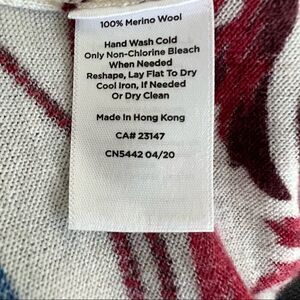 100% Merino Wool
Hand Wash Cold
Only Non-Chlorine Bleach
When Needed
Reshape, Lay Flat To Dry
Cool Iron, If Needed
Or Dry Clean
Made In Hong Kong
CA# 23147
CN5442 04/20